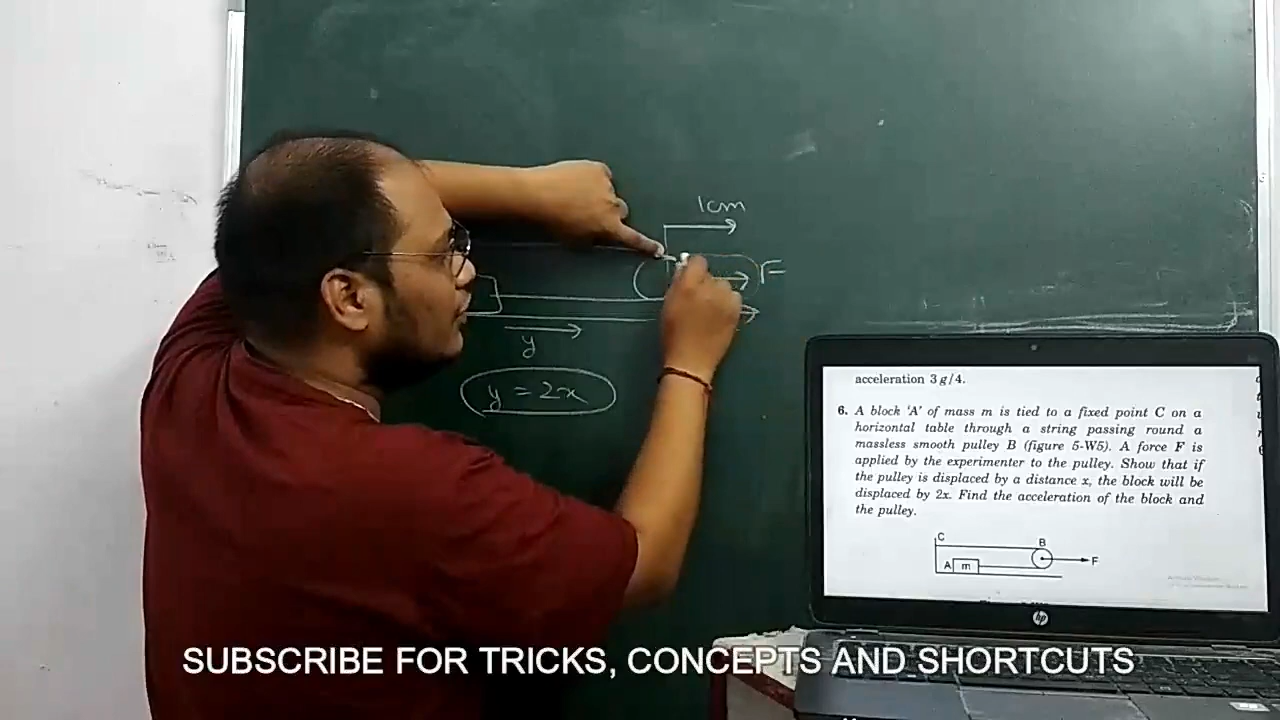 1cm
F
y
y = 2x
acceleration 3 g/4.
6. A block 'A' of mass m is tied to a fixed point C on a
horizontal table through a string passing round a
massless smooth pulley B (figure 5-W5). A force F is
applied by the experimenter to the pulley. Show that if
the pulley is displaced by a distance x, the block will be
displaced by 2x. Find the acceleration of the block and
the pulley.
C
B
F
A m
hp
SUBSCRIBE FOR TRICKS, CONCEPTS AND SHORTCUTS